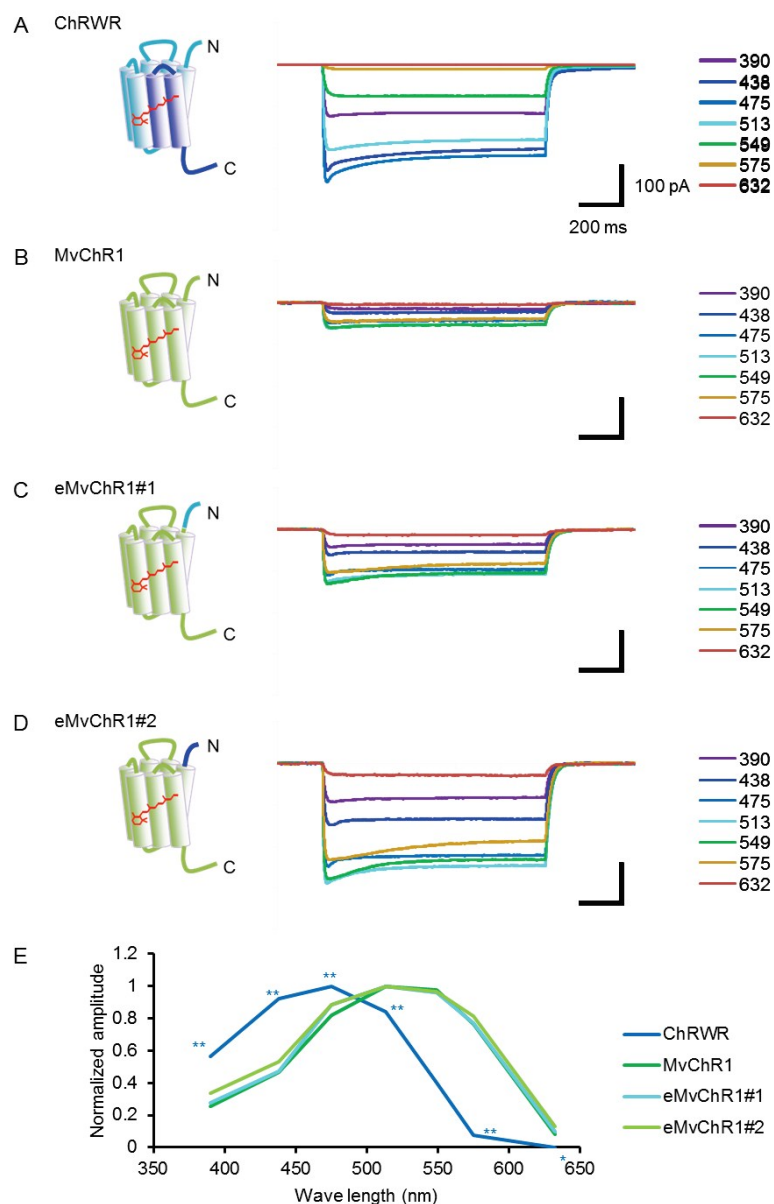 A ChRWR
N
C
390
438
475
513
549
575
632
100 pA
200 ms
B MvChR1
N
C
390
438
475
513
549
575
632
C eMvChR1#1
N
C
390
438
475
513
549
575
632
D eMvChR1#2
N
C
390
438
475
513
549
575
632
E
Normalized amplitude
1.2
1
0.8
0.6
0.4
0.2
0
** ** ** ** ** *
350 400 450 500 550 600 650
Wave length (nm)
ChRWR
MvChR1
eMvChR1#1
eMvChR1#2